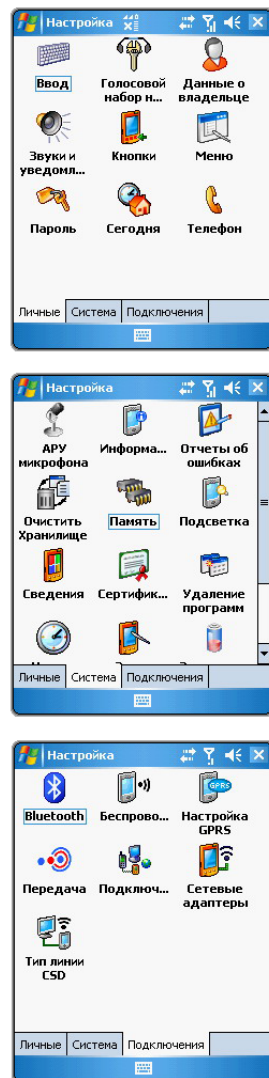 Настройка
Ввод Голосовой Данные о
набор н... владельце
Звуки и Кнопки Меню
уведомл...
Пароль Сегодня Телефон
Личные Система Подключения
Настройка
АРУ Информа... Отчеты об
микрофона ошибках
Очистить Память Подсветка
Хранилище
Сведения Сертифик... Удаление
программ
Личные Система Подключения
Настройка
Bluetooth Беспрово... Настройка
GPRS
GPRS
Передача Подключ... Сетевые
адаптеры
Тип линии
CSD
Личные Система Подключения